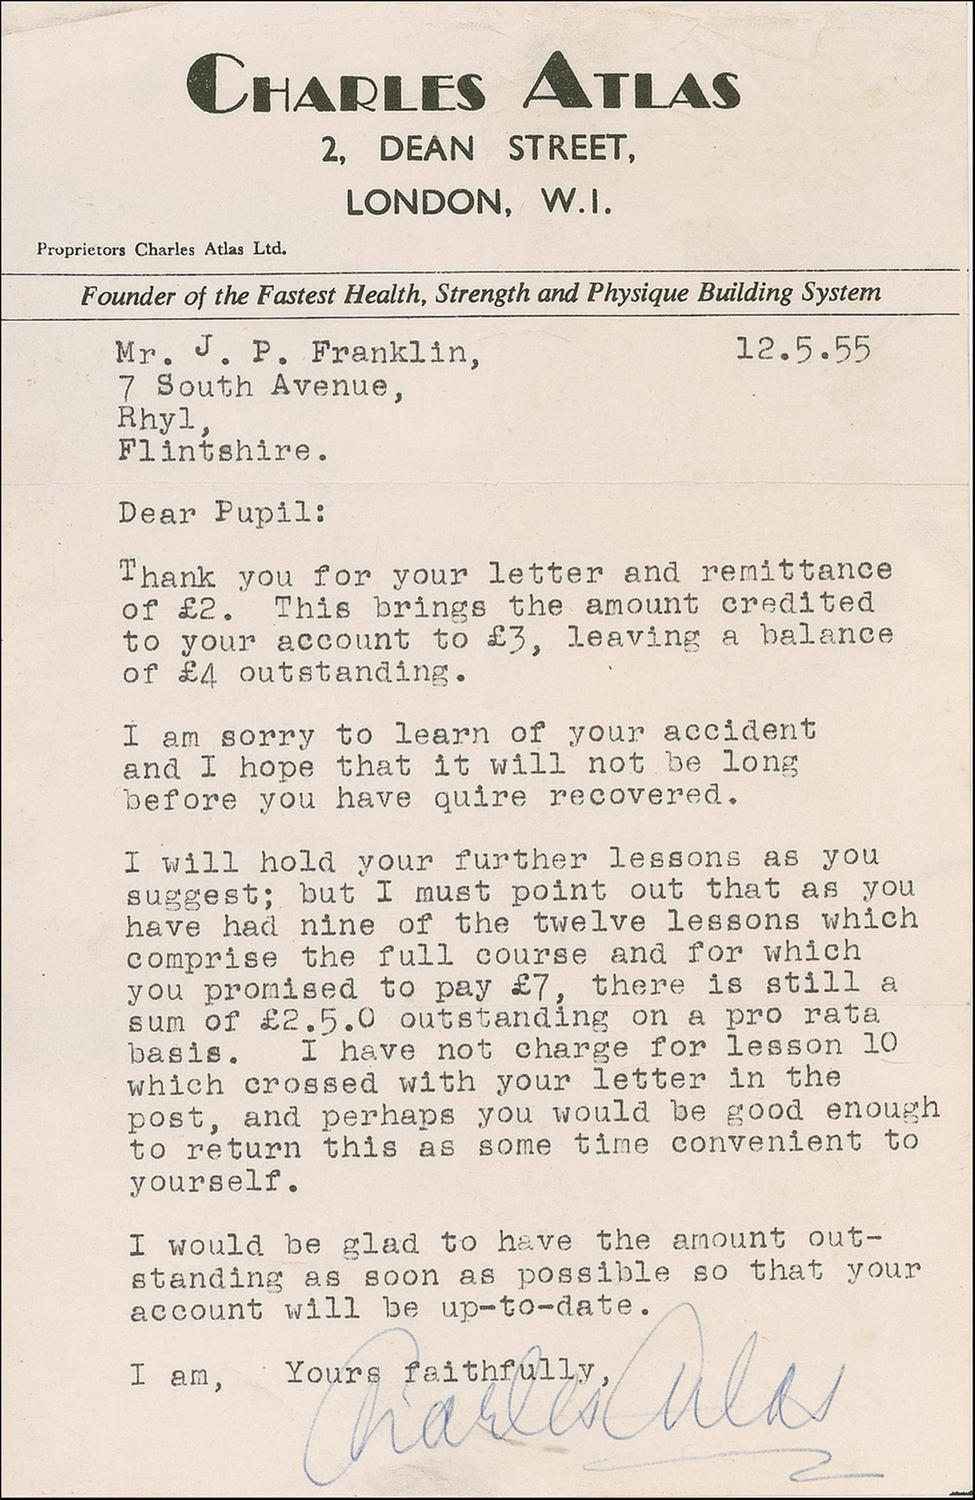 CHARLES ATLAS
2, DEAN STREET,
LONDON, W.I.
Proprietors Charles Atlas Ltd.
Founder of the Fastest Health, Strength and Physique Building System
Mr. J. P. Franklin, 12.5.55
7 South Avenue,
Rhyl,
Flintshire.
Dear Pupil:
Thank you for your letter and remittance
of £2. This brings the amount credited
to your account to £3, leaving a balance
of £4 outstanding.
I am sorry to learn of your accident
and I hope that it will not be long
before you have quire recovered.
I will hold your further lessons as you
suggest; but I must point out that as you
have had nine of the twelve lessons which
comprise the full course and for which
you promised to pay £7, there is still a
sum of £2.5.0 outstanding on a pro rata
basis. I have not charge for lesson 10
which crossed with your letter in the
post, and perhaps you would be good enough
to return this as some time convenient to
yourself.
I would be glad to have the amount out-
standing as soon as possible so that your
account will be up-to-date.
I am, Yours faithfully,
Charles Atlas